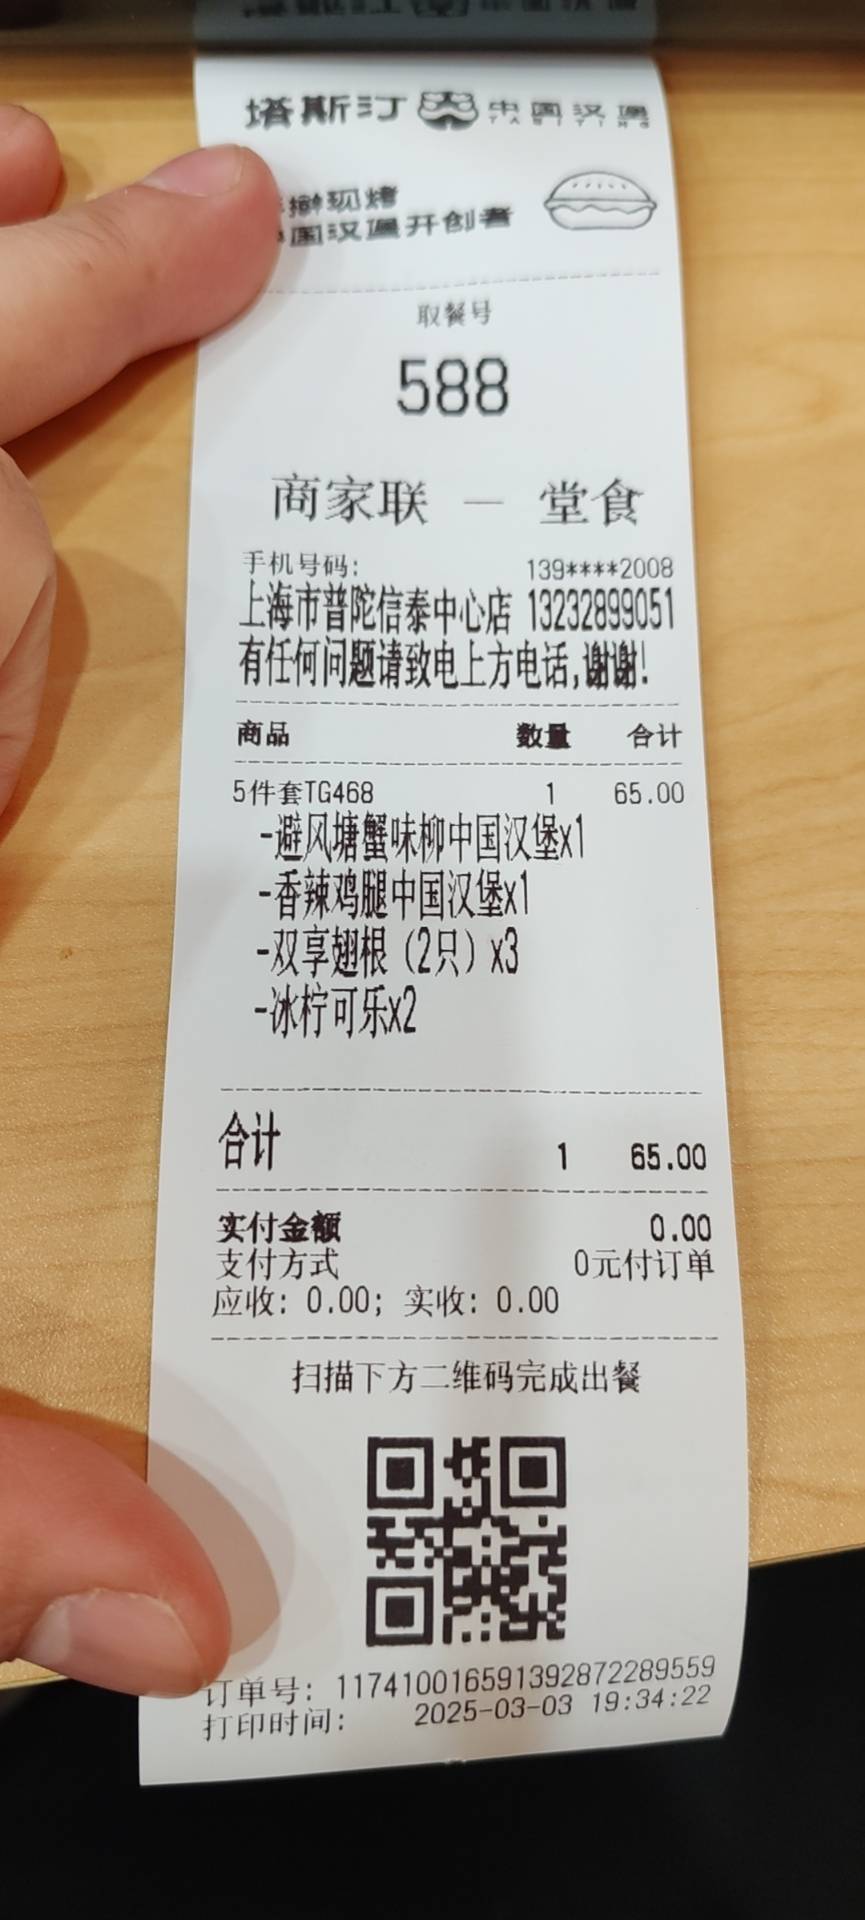 塔斯汀 中国汉堡
TASITING
擀现烤
国汉堡开创者
取餐号
588
商家联 — 堂食
手机号码: 139****2008
上海市普陀信泰中心店 13232899051
有任何问题请致电上方电话,谢谢!
商品 数量 合计
5件套TG468 1 65.00
-避风塘蟹味柳中国汉堡x1
-香辣鸡腿中国汉堡x1
-双享翅根(2只)x3
-冰柠可乐x2
合计 1 65.00
实付金额 0.00
支付方式 0元付订单
应收: 0.00; 实收: 0.00
扫描下方二维码完成出餐
订单号: 1174100165913928722895​59
打印时间: 2025-03-03 19:34:22